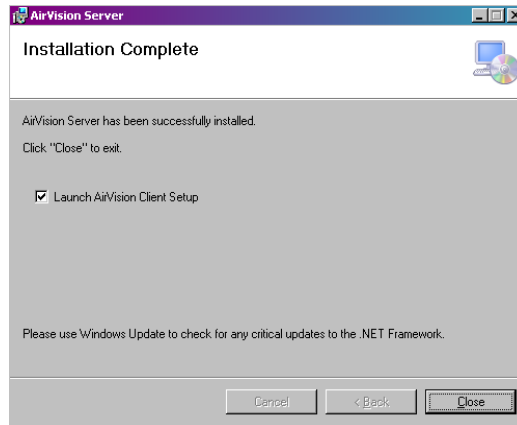 AirVision Server
Installation Complete
AirVision Server has been successfully installed.
Click "Close" to exit.
Launch AirVision Client Setup
Please use Windows Update to check for any critical updates to the .NET Framework.
Cancel
< Back
Close